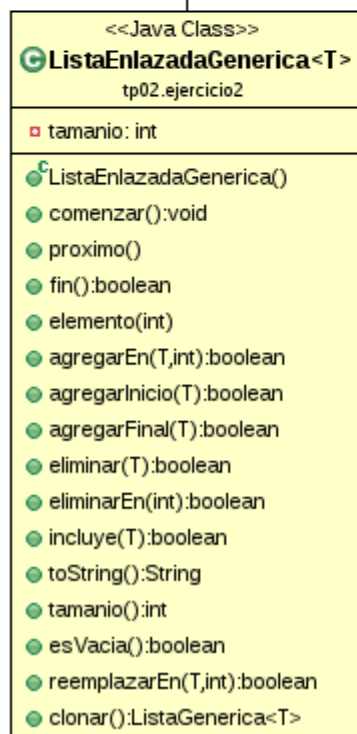 <<Java Class>>
C ListaEnlazadaGenerica<T>
tp02.ejercicio2
tamanio: int
C ListaEnlazadaGenerica()
comenzar():void
proximo()
fin():boolean
elemento(int)
agregarEn(T,int):boolean
agregarInicio(T):boolean
agregarFinal(T):boolean
eliminar(T):boolean
eliminarEn(int):boolean
incluye(T):boolean
toString():String
tamanio():int
esVacia():boolean
reemplazarEn(T,int):boolean
clonar():ListaGenerica<T>